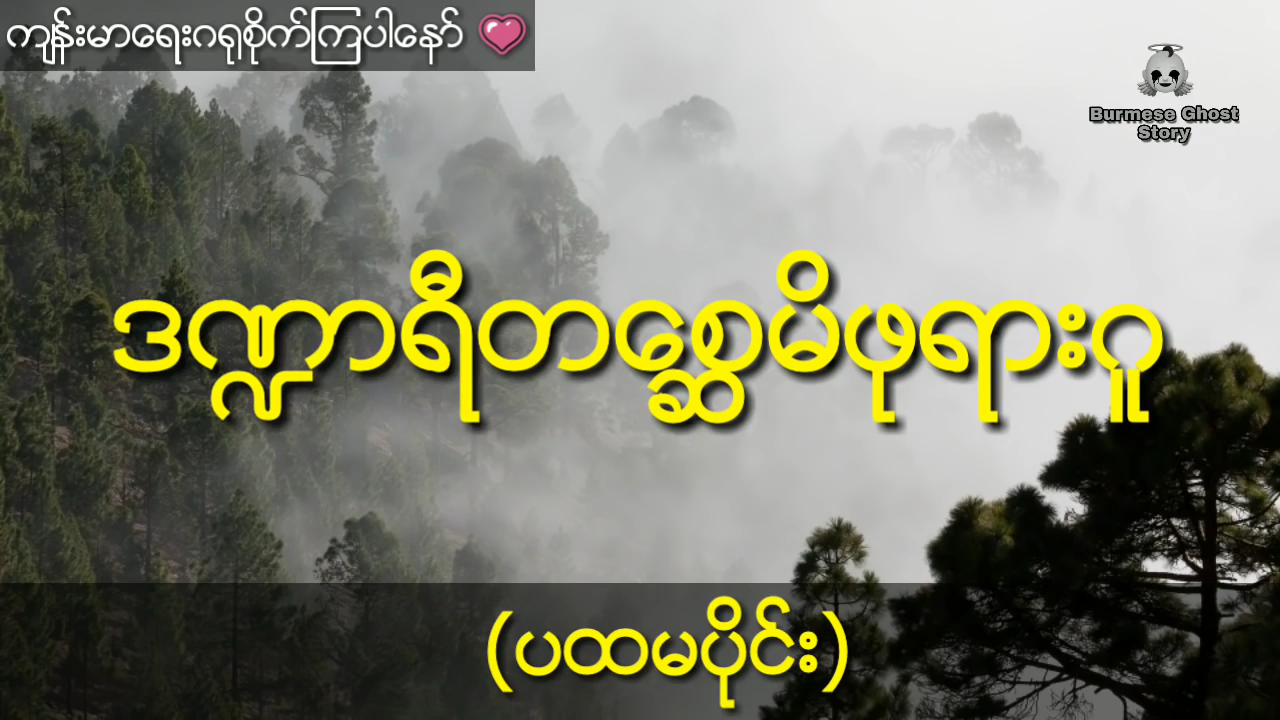 ကျန်းမာရေးဂရုစိုက်ကြပါနော် 💗
Burmese Ghost
Story
ဒဏ္ဍာရီတစ္ဆေမိဖုရားဂူ
(ပထမပိုင်း)